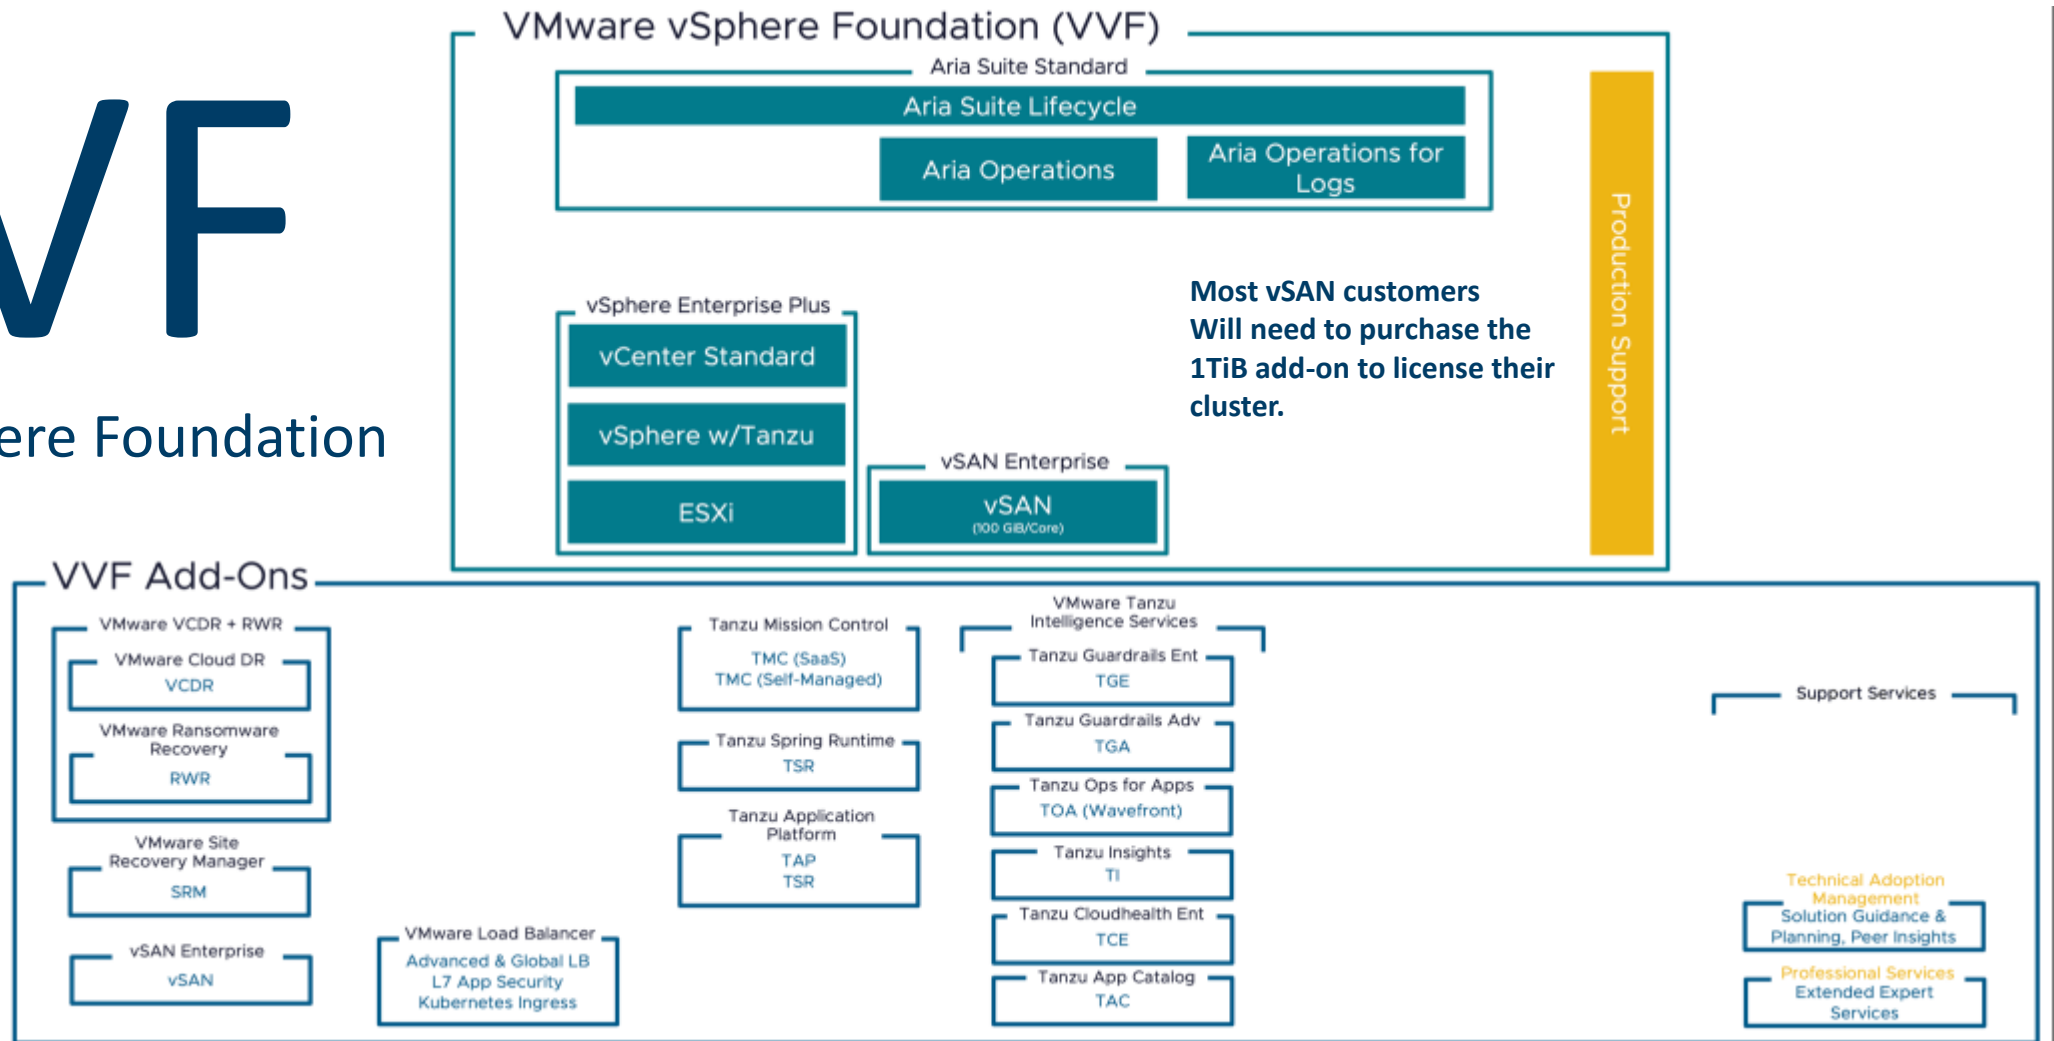 VMware vSphere Foundation (VVF)
Aria Suite Standard
Aria Suite Lifecycle
Aria Operations
Aria Operations for
Logs
Production Support
VF
ere Foundation
vSphere Enterprise Plus
vCenter Standard
vSphere w/Tanzu
ESXi
vSAN Enterprise
vSAN
(100 GiB/Core)
Most vSAN customers
Will need to purchase the
1TiB add-on to license their
cluster.
VVF Add-Ons
VMware VCDR + RWR
VMware Cloud DR
VCDR
VMware Ransomware
Recovery
RWR
VMware Site
Recovery Manager
SRM
vSAN Enterprise
vSAN
VMware Load Balancer
Advanced & Global LB
L7 App Security
Kubernetes Ingress
Tanzu Mission Control
TMC (SaaS)
TMC (Self-Managed)
Tanzu Spring Runtime
TSR
Tanzu Application
Platform
TAP
TSR
VMware Tanzu
Intelligence Services
Tanzu Guardrails Ent
TGE
Tanzu Guardrails Adv
TGA
Tanzu Ops for Apps
TOA (Wavefront)
Tanzu Insights
TI
Tanzu Cloudhealth Ent
TCE
Tanzu App Catalog
TAC
Support Services
Technical Adoption
Management
Solution Guidance &
Planning, Peer Insights
Professional Services
Extended Expert
Services